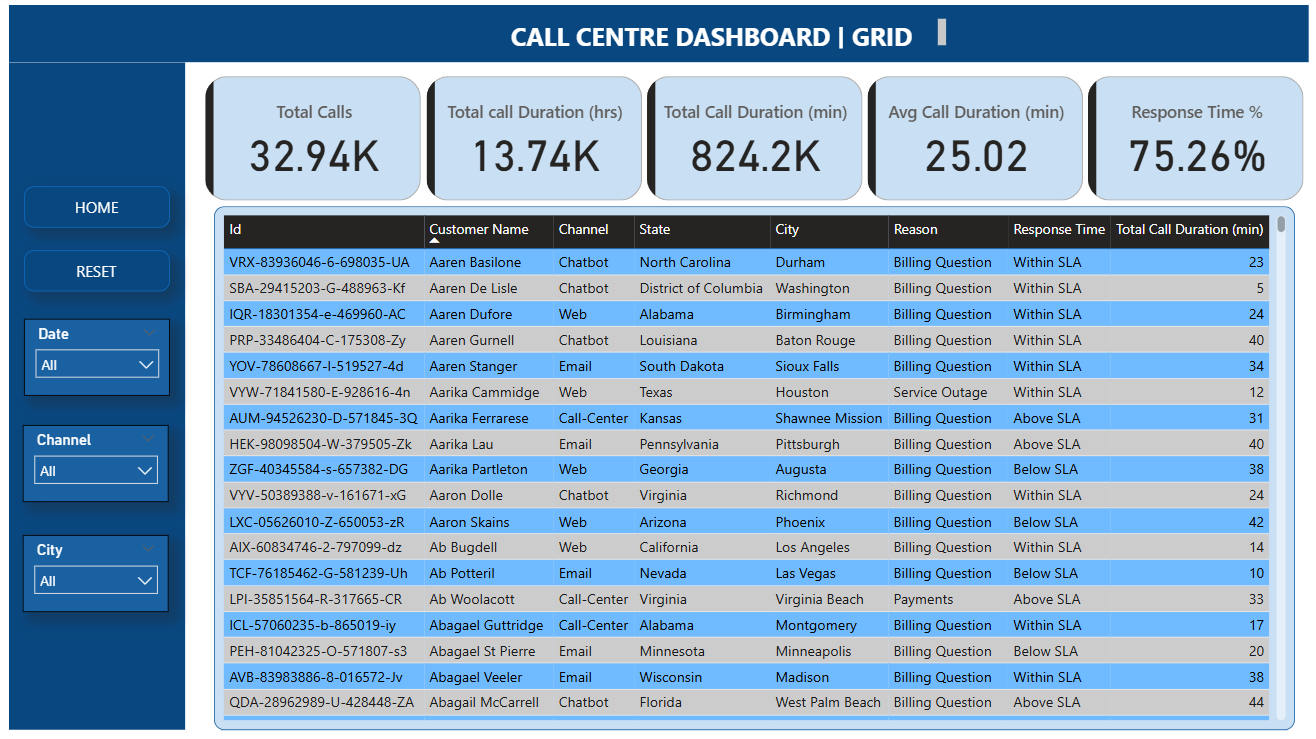 CALL CENTRE DASHBOARD | GRID
Total Calls
32.94K
Total call Duration (hrs)
13.74K
Total Call Duration (min)
824.2K
Avg Call Duration (min)
25.02
Response Time %
75.26%
HOME
RESET
Date
All
Channel
All
City
All
Id Customer Name Channel State City Reason Response Time Total Call Duration (min)
VRX-83936046-6-698035-UA Aaren Basilone Chatbot North Carolina Durham Billing Question Within SLA 23
SBA-29415203-G-488963-Kf Aaren De Lisle Chatbot District of Columbia Washington Billing Question Within SLA 5
IQR-18301354-e-469960-AC Aaren Dufore Web Alabama Birmingham Billing Question Within SLA 24
PRP-33486404-C-175308-Zy Aaren Gurnell Chatbot Louisiana Baton Rouge Billing Question Within SLA 40
YOV-78608667-I-519527-4d Aaren Stanger Email South Dakota Sioux Falls Billing Question Within SLA 34
VYW-71841580-E-928616-4n Aarika Cammidge Web Texas Houston Service Outage Within SLA 12
AUM-94526230-D-571845-3Q Aarika Ferrarese Call-Center Kansas Shawnee Mission Billing Question Above SLA 31
HEK-98098504-W-379505-Zk Aarika Lau Email Pennsylvania Pittsburgh Billing Question Above SLA 40
ZGF-40345584-s-657382-DG Aarika Partleton Web Georgia Augusta Billing Question Below SLA 38
VYV-50389388-v-161671-xG Aaron Dolle Chatbot Virginia Richmond Billing Question Within SLA 24
LXC-05626010-Z-650053-zR Aaron Skains Web Arizona Phoenix Billing Question Below SLA 42
AIX-60834746-2-797099-dz Ab Bugdell Web California Los Angeles Billing Question Within SLA 14
TCF-76185462-G-581239-Uh Ab Potteril Email Nevada Las Vegas Billing Question Below SLA 10
LPI-35851564-R-317665-CR Ab Woolacott Call-Center Virginia Virginia Beach Payments Above SLA 33
ICL-57060235-b-865019-iy Abagael Guttridge Call-Center Alabama Montgomery Billing Question Within SLA 17
PEH-81042325-O-571807-s3 Abagael St Pierre Email Minnesota Minneapolis Billing Question Below SLA 20
AVB-83983886-8-016572-Jv Abagael Veeler Email Wisconsin Madison Billing Question Within SLA 38
QDA-28962989-U-428448-ZA Abagail McCarrell Chatbot Florida West Palm Beach Billing Question Above SLA 44